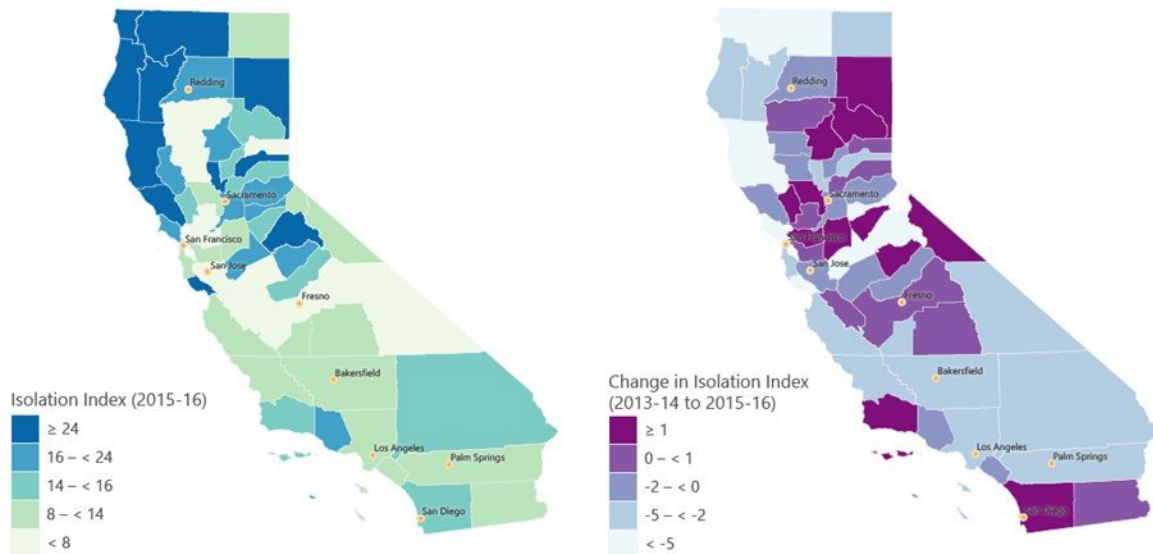 Redding
Sacramento
San Francisco
San Jose
Fresno
Bakersfield
Los Angeles
Palm Springs
San Diego
Isolation Index (2015-16)
≥ 24
16 – < 24
14 – < 16
8 – < 14
< 8
Redding
Sacramento
San Francisco
San Jose
Fresno
Bakersfield
Los Angeles
Palm Springs
San Diego
Change in Isolation Index
(2013-14 to 2015-16)
≥ 1
0 – < 1
-2 – < 0
-5 – < -2
< -5